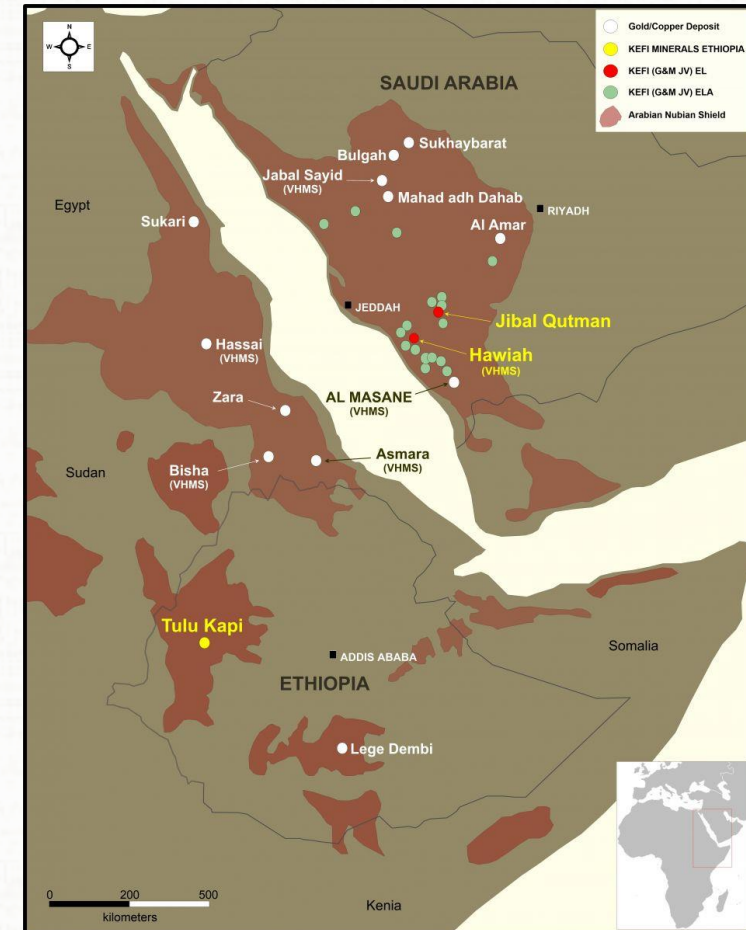 N
W E
S
Gold/Copper Deposit
KEFI MINERALS ETHIOPIA
KEFI (G&M JV) EL
KEFI (G&M JV) ELA
Arabian Nubian Shield
SAUDI ARABIA
Sukhaybarat
Bulgah
Jabal Sayid
(VHMS)
Mahad adh Dahab
Egypt
RIYADH
Sukari
Al Amar
JEDDAH
Jibal Qutman
Hassai
(VHMS)
Hawiah
(VHMS)
AL MASANE
(VHMS)
Zara
Asmara
(VHMS)
Bisha
(VHMS)
Sudan
Tulu Kapi
ADDIS ABABA
Somalia
ETHIOPIA
Lege Dembi
0 200 500
kilometers
Kenia